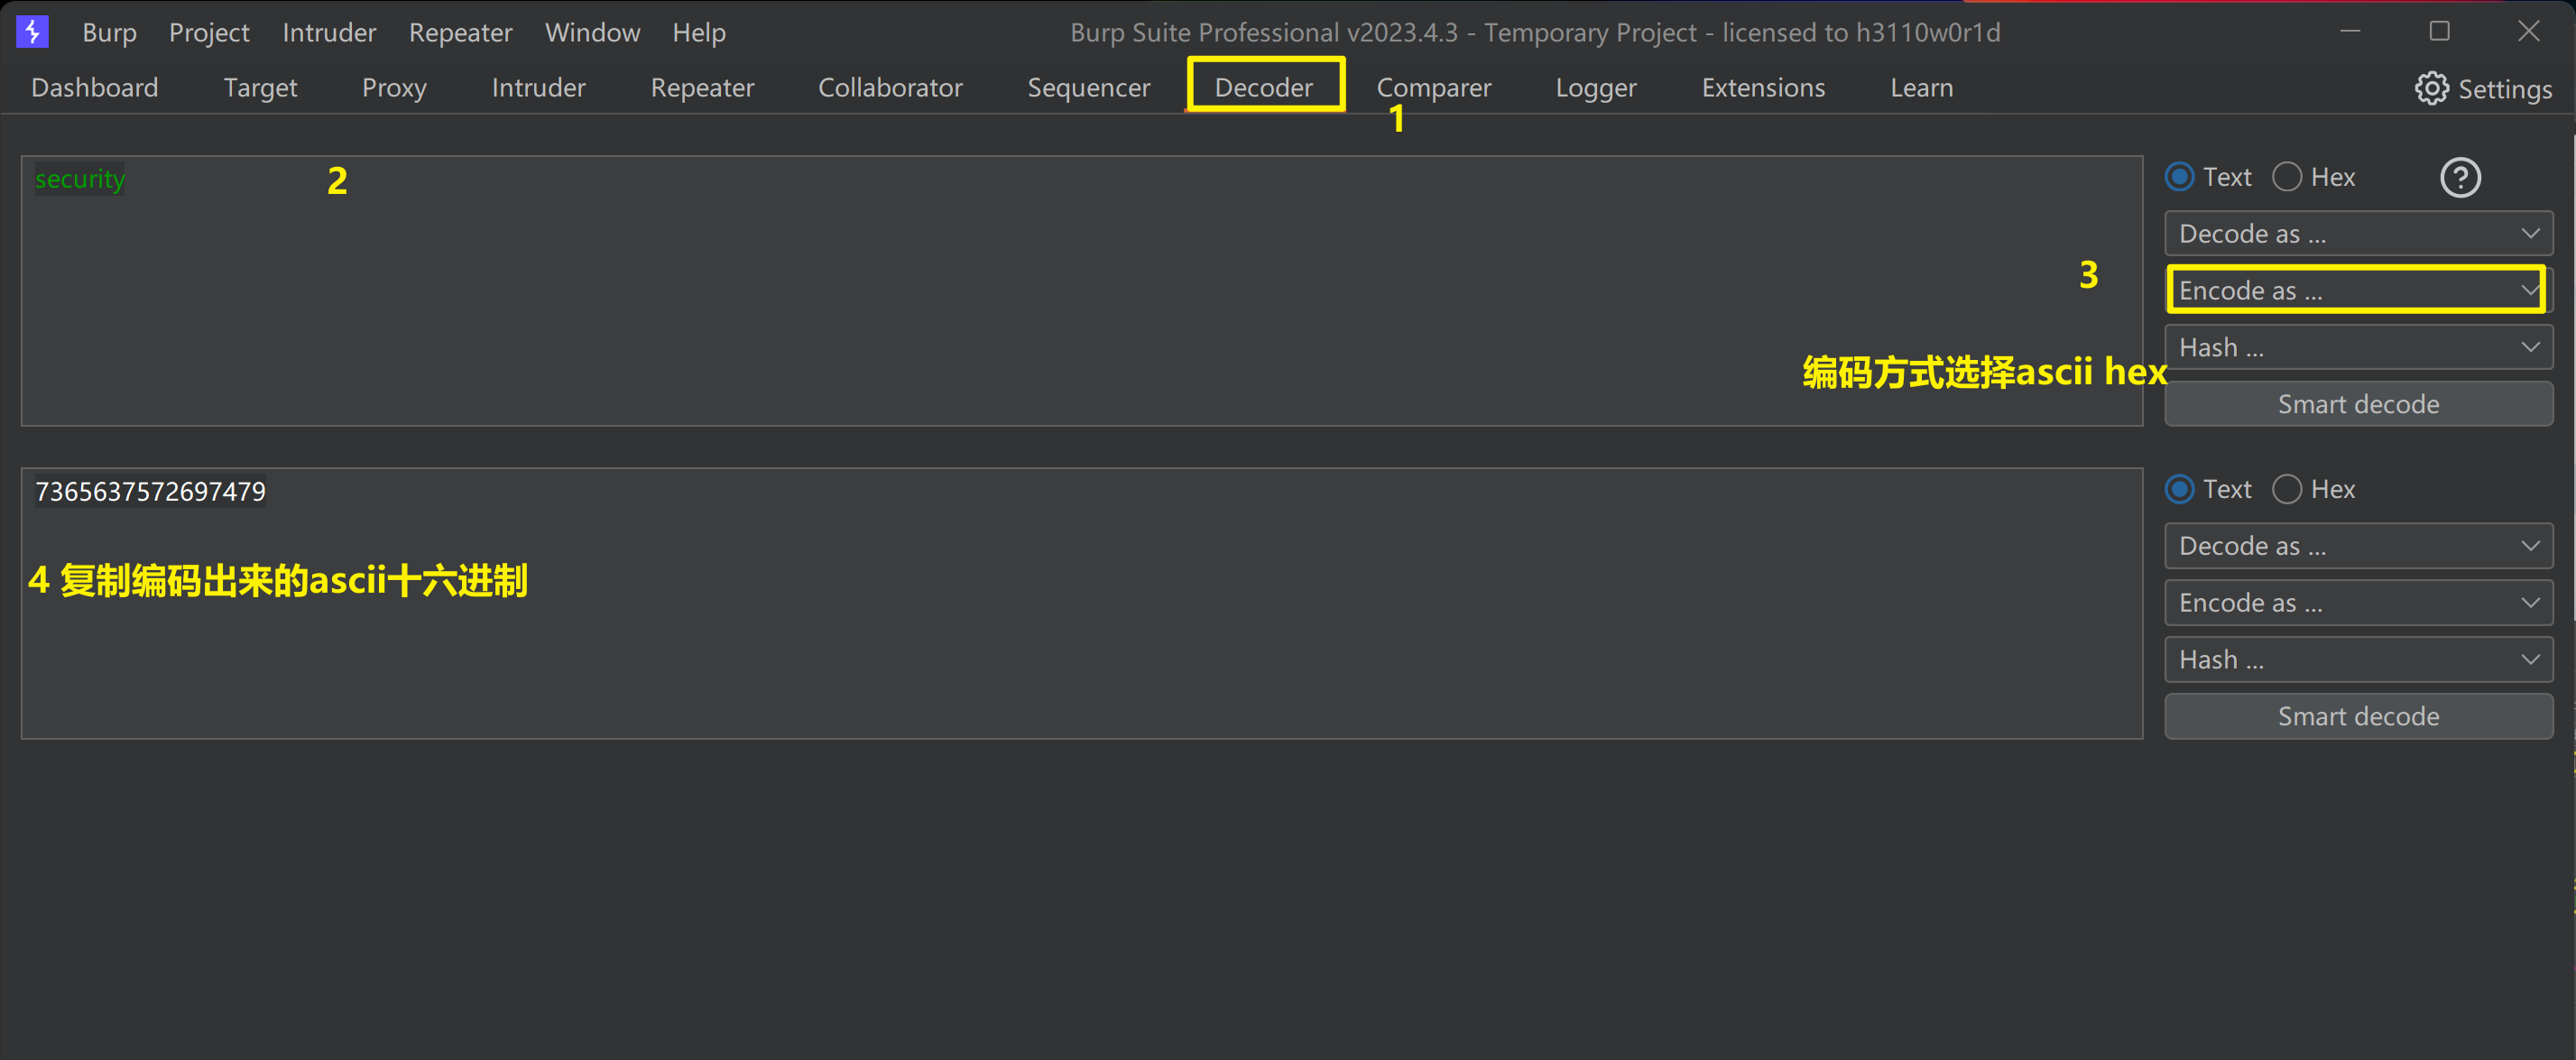 Burp Project Intruder Repeater Window Help Burp Suite Professional v2023.4.3 - Temporary Project - licensed to h3110w0r1d
Dashboard Target Proxy Intruder Repeater Collaborator Sequencer Decoder Comparer Logger Extensions Learn Settings
1
security 2
Text Hex ?
Decode as ...
3
Encode as ...
Hash ...
编码方式选择ascii hex
Smart decode
7365637572697479
Text Hex
Decode as ...
4 复制编码出来的ascii十六进制
Encode as ...
Hash ...
Smart decode